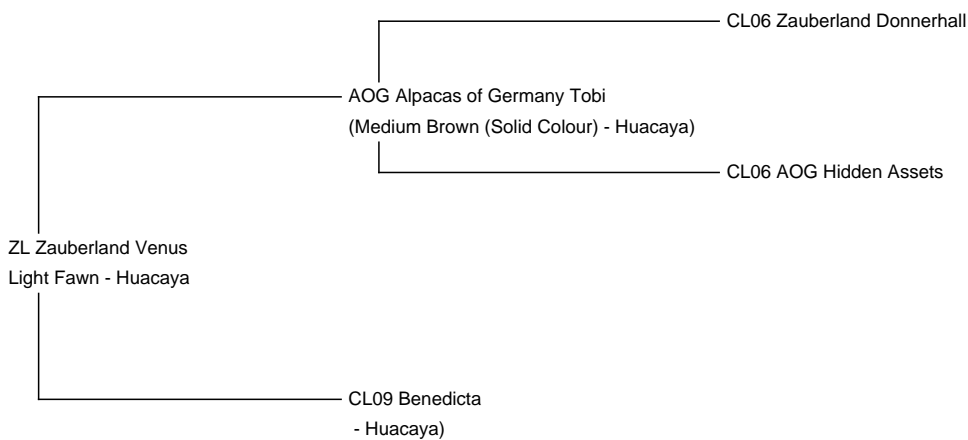 CL06 Zauberland Donnerhall
AOG Alpacas of Germany Tobi
(Medium Brown (Solid Colour) - Huacaya)
CL06 AOG Hidden Assets
ZL Zauberland Venus
Light Fawn - Huacaya
CL09 Benedicta
- Huacaya)